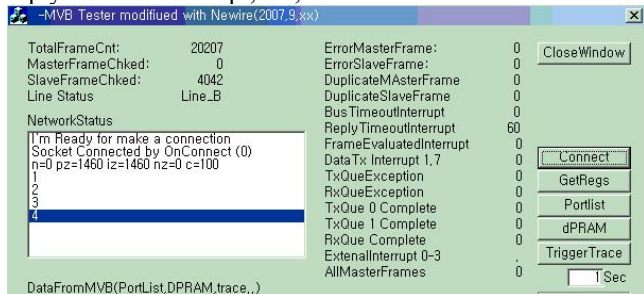 -MVB Tester modifiued with Newire(2007,9,xx)
TotalFrameCnt: 20207
MasterFrameChked: 0
SlaveFrameChked: 4042
Line Status Line_B
NetworkStatus
I'm Ready for make a connection
Socket Connected by OnConnect (0)
n=0 pz=1460 iz=1460 nz=0 c=100
1
2
3
4
DataFromMVB(PortList,DPRAM,trace,,)
ErrorMasterFrame: 0
ErrorSlaveFrame: 0
DuplicateMAsterFrame 0
DuplicateSlaveFrame 0
BusTimeoutInterrupt 0
ReplyTimeoutInterrupt 60
FrameEvaluatedInterrupt 0
DataTx Interrupt 1,7 0
TxQueException 0
RxQueException 0
TxQue 0 Complete 0
TxQue 1 Complete 0
RxQue Complete 0
ExtenalInterrupt 0-3 .
AllMasterFrames 0
CloseWindow
Connect
GetRegs
Portlist
dPRAM
TriggerTrace
1 Sec